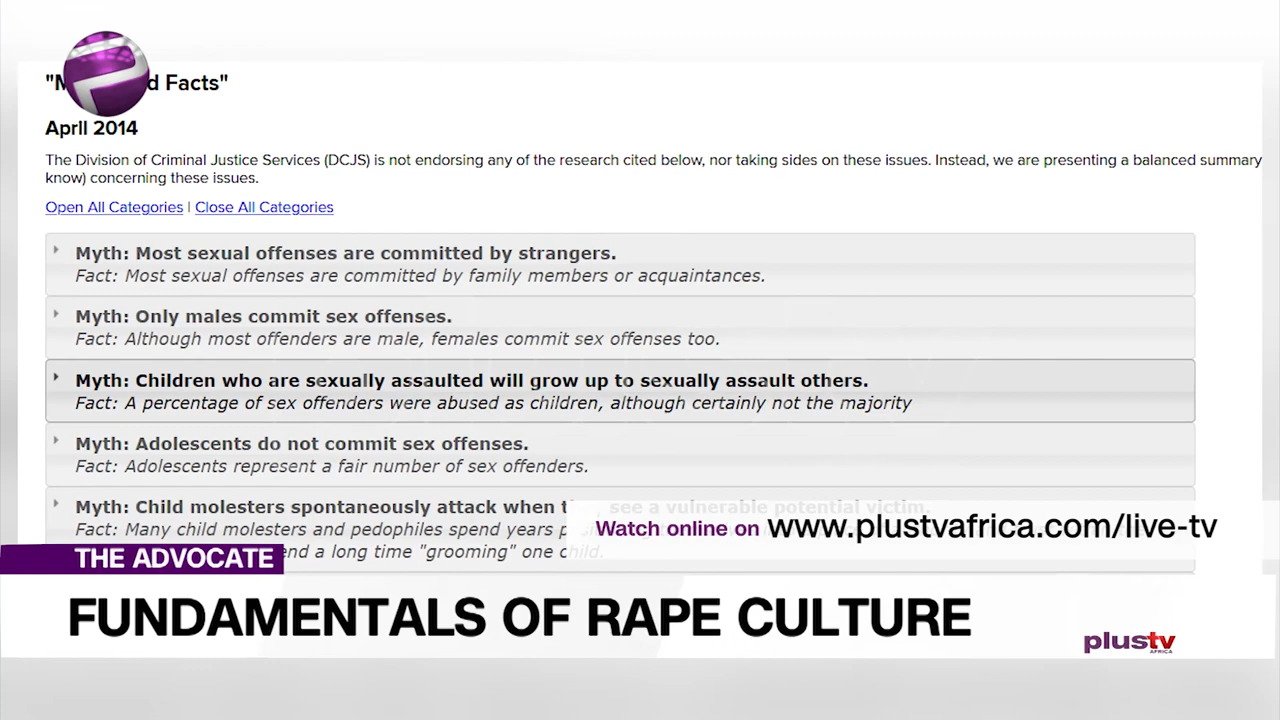 "M d Facts"
April 2014
The Division of Criminal Justice Services (DCJS) is not endorsing any of the research cited below, nor taking sides on these issues. Instead, we are presenting a balanced summary
know) concerning these issues.
Open All Categories | Close All Categories
Myth: Most sexual offenses are committed by strangers.
Fact: Most sexual offenses are committed by family members or acquaintances.
Myth: Only males commit sex offenses.
Fact: Although most offenders are male, females commit sex offenses too.
Myth: Children who are sexually assaulted will grow up to sexually assault others.
Fact: A percentage of sex offenders were abused as children, although certainly not the majority
Myth: Adolescents do not commit sex offenses.
Fact: Adolescents represent a fair number of sex offenders.
Myth: Child molesters spontaneously attack when see a vulnerable potential victim.
Fact: Many child molesters and pedophiles spend years
a long time "grooming" one child.
Watch online on www.plustvafrica.com/live-tv
THE ADVOCATE
FUNDAMENTALS OF RAPE CULTURE
plustv
AFRICA